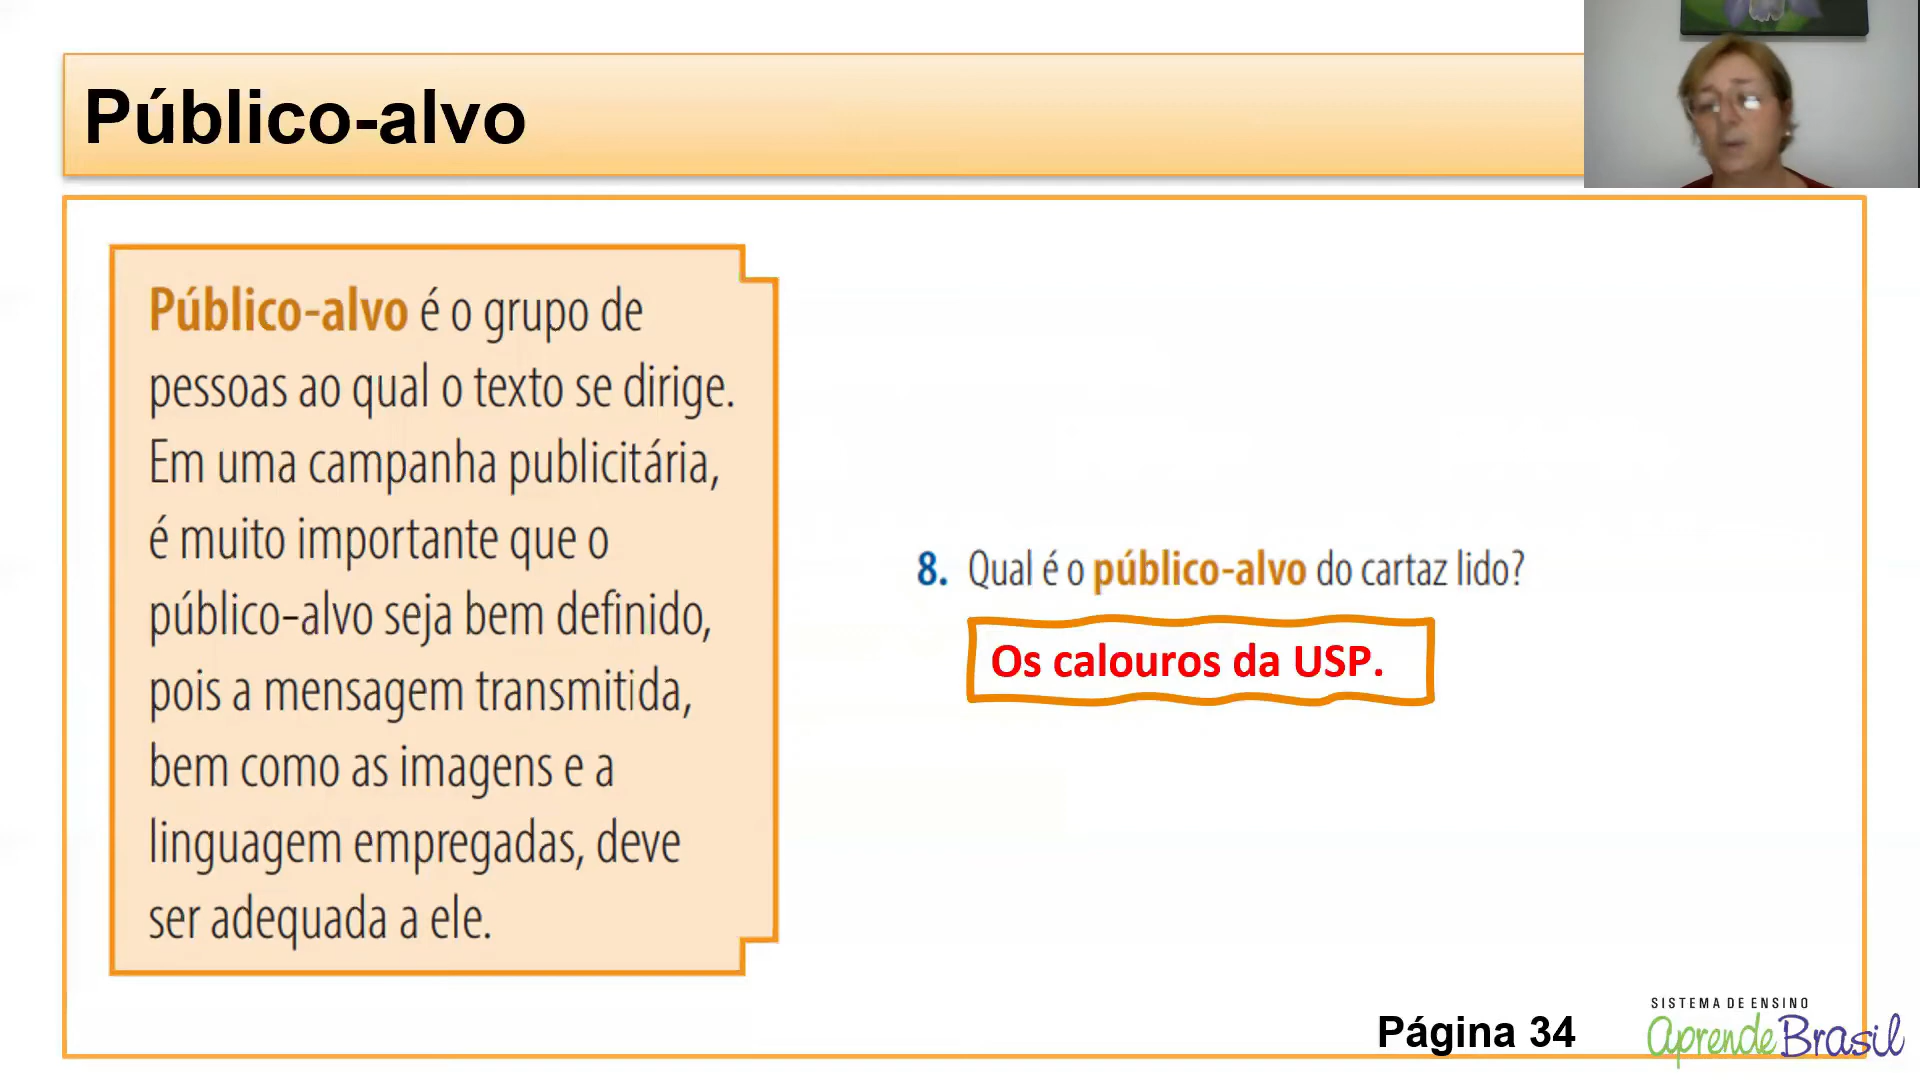 Público-alvo
Público-alvo é o grupo de
pessoas ao qual o texto se dirige.
Em uma campanha publicitária,
é muito importante que o
público-alvo seja bem definido,
pois a mensagem transmitida,
bem como as imagens e a
linguagem empregadas, deve
ser adequada a ele.
8. Qual é o público-alvo do cartaz lido?
Os calouros da USP.
Página 34
SISTEMA DE ENSINO
aprende Brasil